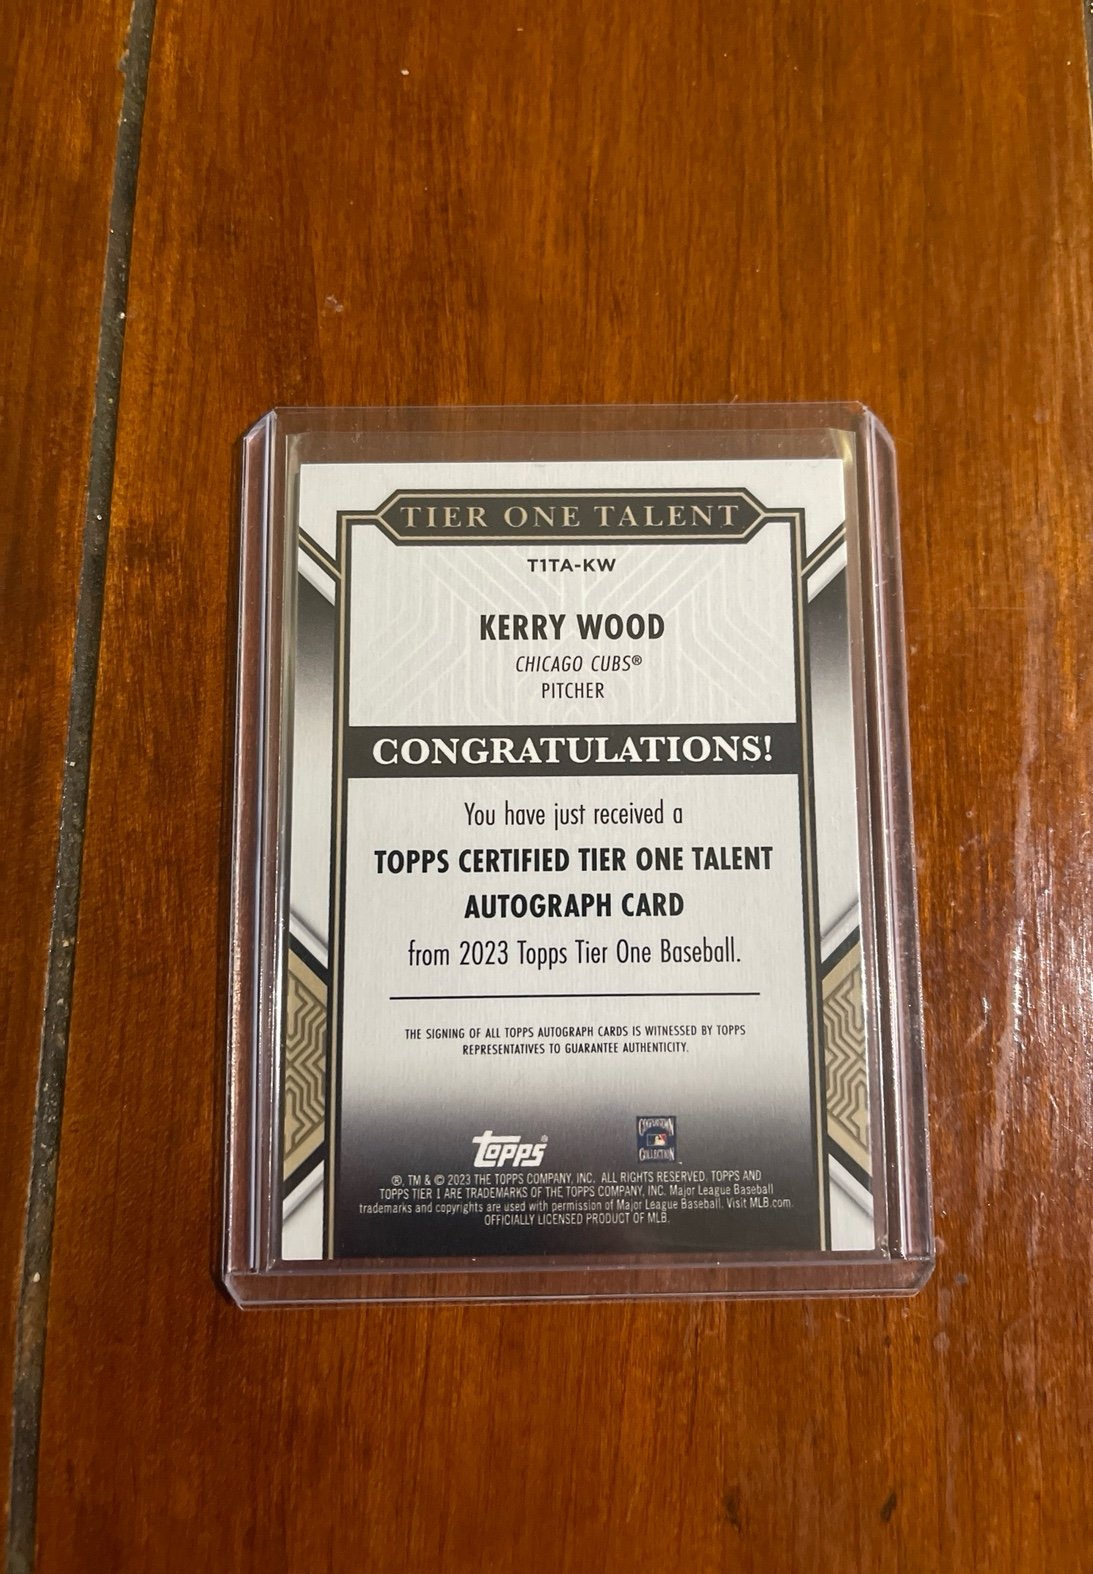 TIER ONE TALENT
T1TA-KW
KERRY WOOD
CHICAGO CUBS®
PITCHER
CONGRATULATIONS!
You have just received a
TOPPS CERTIFIED TIER ONE TALENT
AUTOGRAPH CARD
from 2023 Topps Tier One Baseball.
THE SIGNING OF ALL TOPPS AUTOGRAPH CARDS IS WITNESSED BY TOPPS
REPRESENTATIVES TO GUARANTEE AUTHENTICITY.
topps®
COOPERSTOWN
COLLECTION
®, TM & © 2023 THE TOPPS COMPANY, INC. ALL RIGHTS RESERVED. TOPPS AND
TOPPS TIER 1 ARE TRADEMARKS OF THE TOPPS COMPANY, INC. Major League Baseball
trademarks and copyrights are used with permission of Major League Baseball. Visit MLB.com.
OFFICIALLY LICENSED PRODUCT OF MLB.